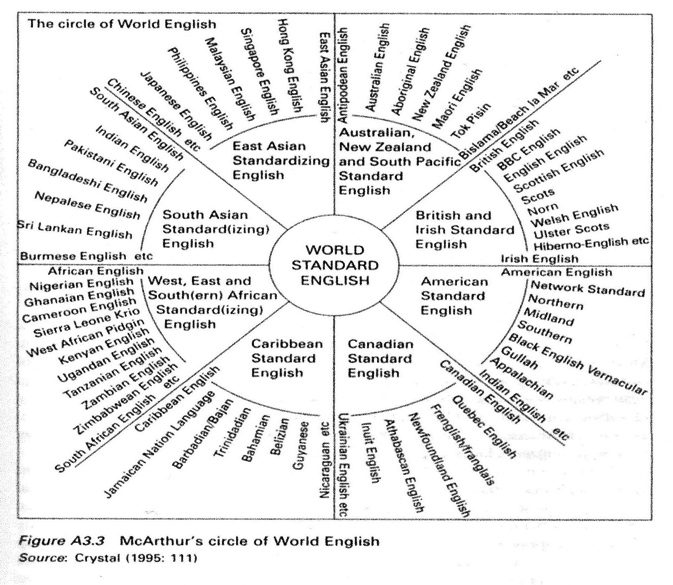 The circle of World English
WORLD
STANDARD
ENGLISH
East Asian
Standardizing
English
East Asian English
Hong Kong English
Singapore English
Malaysian English
Philippines English
Japanese English
Chinese English etc
Australian,
New Zealand
and South Pacific
Standard
English
Antipodean English
Australian English
Aboriginal English
New Zealand English
Maori English
Tok Pisin
Bislama/Beach la Mar etc
British and
Irish Standard
English
British English
BBC English
English English
Scottish English
Scots
Norn
Welsh English
Ulster Scots
Hiberno-English etc
Irish English
American
Standard
English
American English
Network Standard
Northern
Midland
Southern
Black English Vernacular
Gullah
Appalachian
Indian English etc
Canadian
Standard
English
Canadian English
Quebec English
Frenglish/franglais
Newfoundland English
Athabascan English
Inuit English
Ukrainian English etc
Caribbean
Standard
English
Caribbean English
Jamaican Nation Language
Barbadian/Bajan
Trinidadian
Bahamian
Belizian
Guyanese
Nicaraguan etc
West, East and
South(ern) African
Standard(izing)
English
African English
Nigerian English
Ghanaian English
Cameroon English
Sierra Leone Krio
West African Pidgin
Kenyan English
Ugandan English
Tanzanian English
Zambian English
Zimbabwean English
South African English etc
South Asian
Standard(izing)
English
South Asian English
Indian English
Pakistani English
Bangladeshi English
Nepalese English
Sri Lankan English
Burmese English etc
Figure A3.3 McArthur's circle of World English
Source: Crystal (1995: 111)